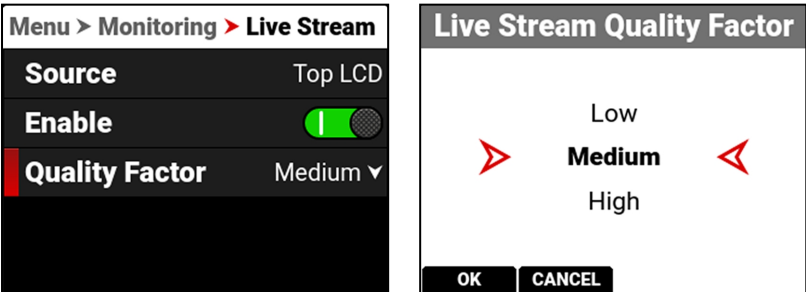 Menu > Monitoring > Live Stream
Source Top LCD
Enable
Quality Factor Medium
Live Stream Quality Factor
Low
Medium
High
OK CANCEL